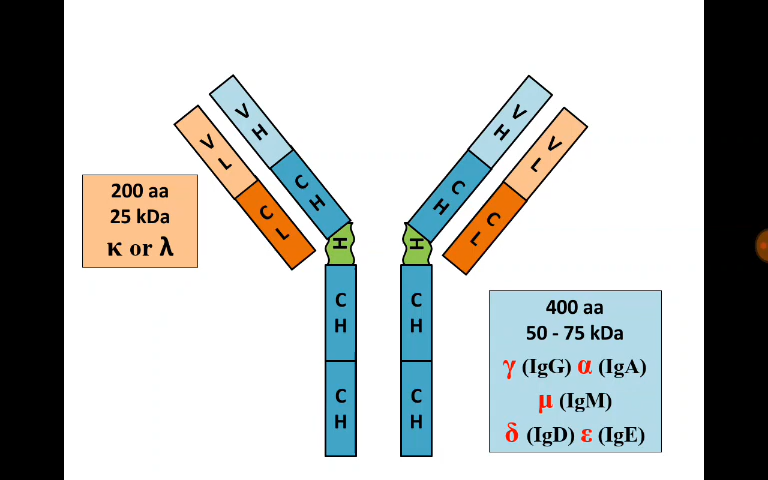 VH
VH
VL
VL
CH
CH
CL
CL
H
H
200 aa
25 kDa
κ or λ
CH
CH
400 aa
50 - 75 kDa
γ (IgG) α (IgA)
μ (IgM)
δ (IgD) ε (IgE)
CH
CH